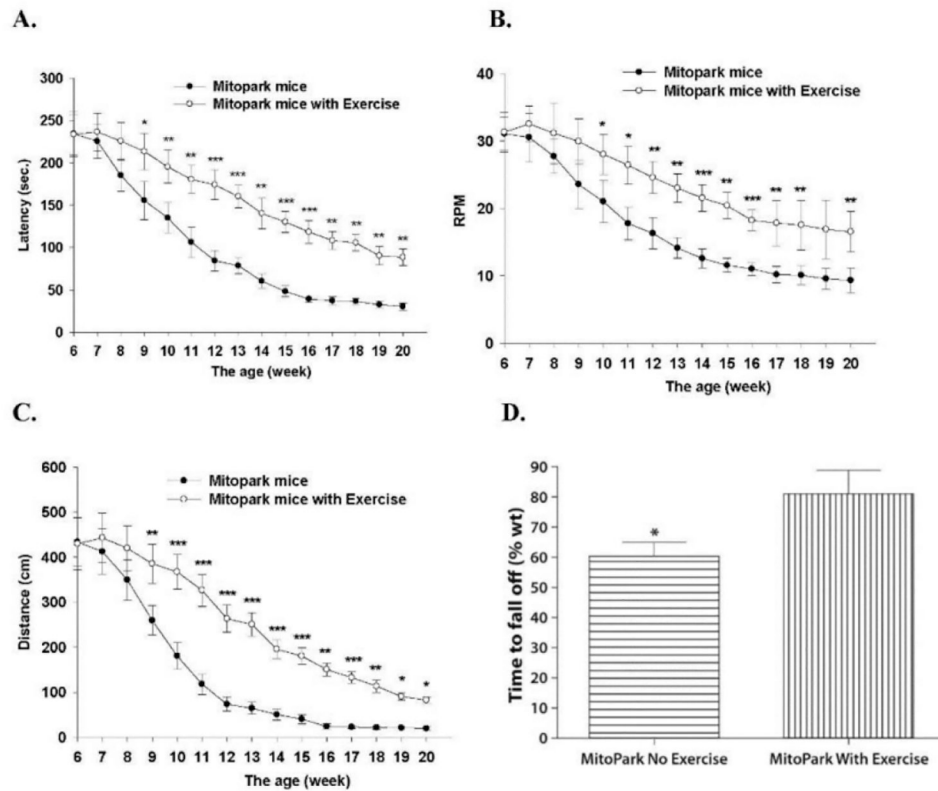 A.
Mitopark mice
Mitopark mice with Exercise
* ** ** *** *** ** *** *** ** ** ** **
Latency (sec.)
300
250
200
150
100
50
0
6 7 8 9 10 11 12 13 14 15 16 17 18 19 20
The age (week)
B.
Mitopark mice
Mitopark mice with Exercise
* * ** ** *** ** *** ** ** **
RPM
40
30
20
10
0
6 7 8 9 10 11 12 13 14 15 16 17 18 19 20
The age (week)
C.
Mitopark mice
Mitopark mice with Exercise
** *** *** *** *** *** *** ** *** ** * *
Distance (cm)
600
500
400
300
200
100
0
6 7 8 9 10 11 12 13 14 15 16 17 18 19 20
The age (week)
D.
*
Time to fall off (% wt)
90
80
70
60
50
40
30
20
10
0
MitoPark No Exercise MitoPark With Exercise